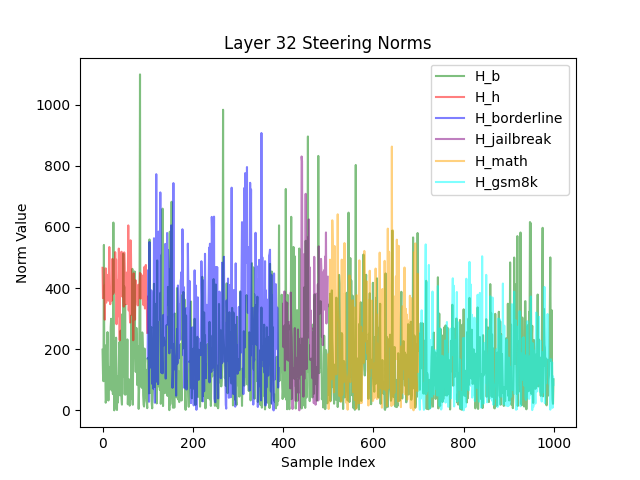 Layer 32 Steering Norms
H_b
H_h
H_borderline
H_jailbreak
H_math
H_gsm8k
Norm Value
1000
800
600
400
200
0
0 200 400 600 800 1000
Sample Index